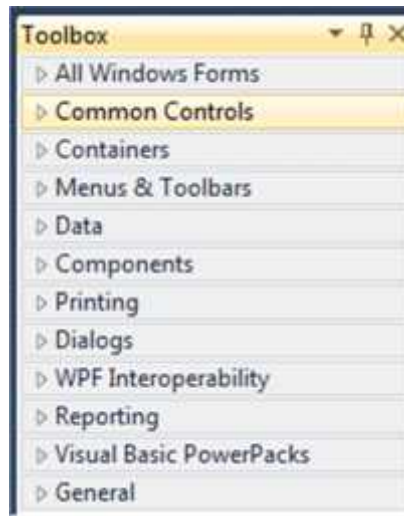 Toolbox
All Windows Forms
Common Controls
Containers
Menus & Toolbars
Data
Components
Printing
Dialogs
WPF Interoperability
Reporting
Visual Basic PowerPacks
General